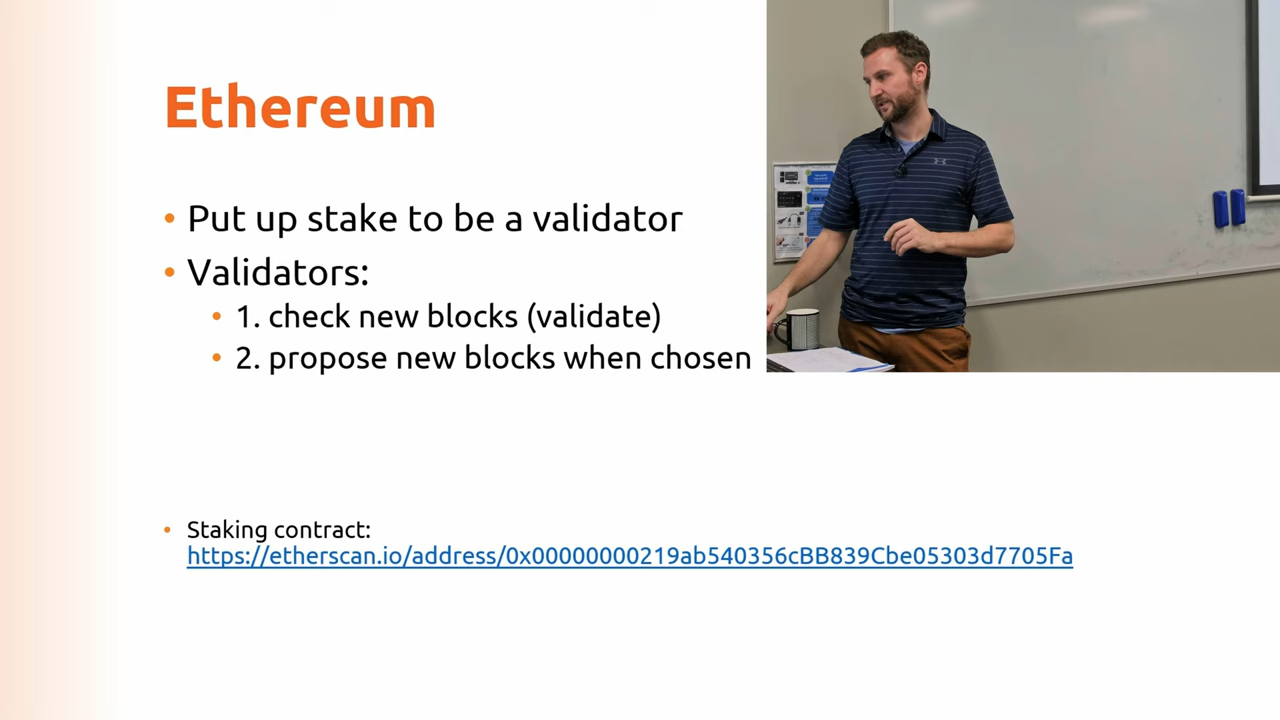 Ethereum
• Put up stake to be a validator
• Validators:
• 1. check new blocks (validate)
• 2. propose new blocks when chosen
• Staking contract:
https://etherscan.io/address/0x00000000219ab540356cBB839Cbe05303d7705Fa